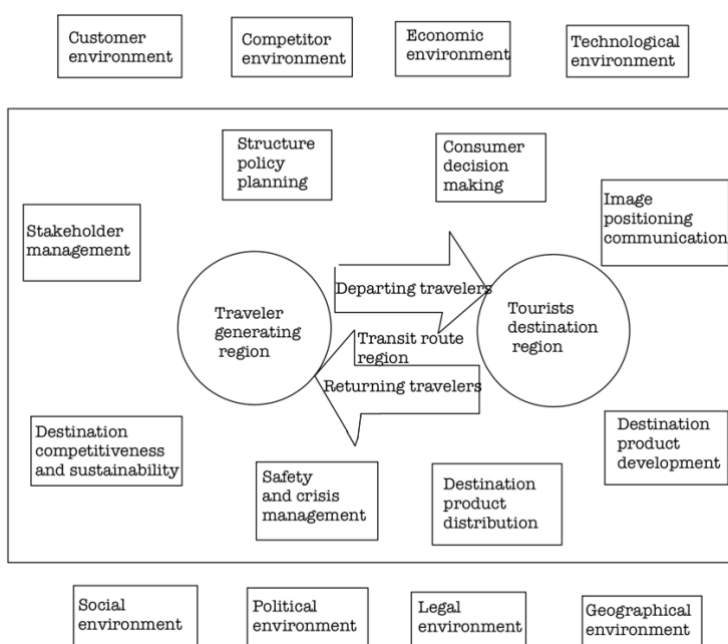 Customer
environment
Competitor
environment
Economic
environment
Technological
environment
Structure
policy
planning
Consumer
decision
making
Image
positioning
communication
Stakeholder
management
Departing travelers
Traveler
generating
region
Tourists
destination
region
Transit route
region
Returning travelers
Destination
competitiveness
and sustainability
Destination
product
development
Safety
and crisis
management
Destination
product
distribution
Social
environment
Political
environment
Legal
environment
Geographical
environment